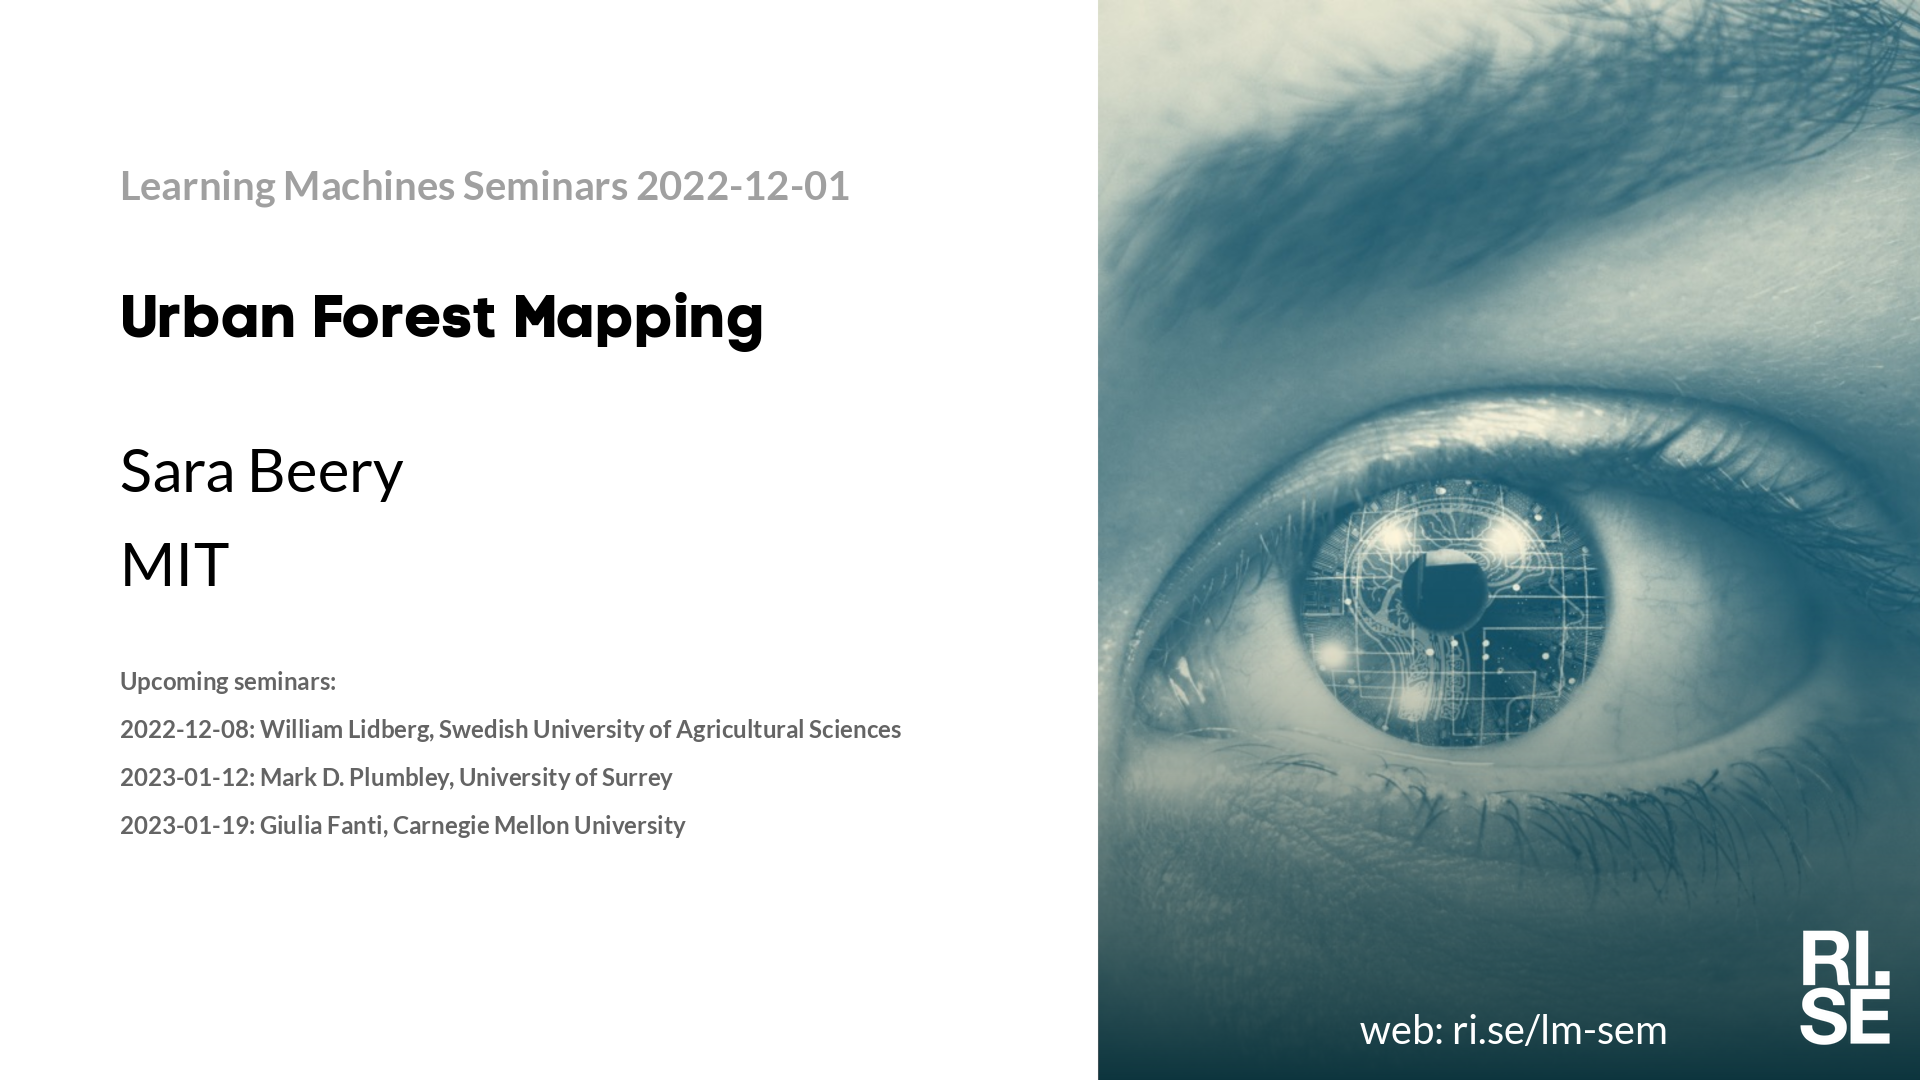 Learning Machines Seminars 2022-12-01
Urban Forest Mapping
Sara Beery
MIT
Upcoming seminars:
2022-12-08: William Lidberg, Swedish University of Agricultural Sciences
2023-01-12: Mark D. Plumbley, University of Surrey
2023-01-19: Giulia Fanti, Carnegie Mellon University
web: ri.se/lm-sem
RI.
SE